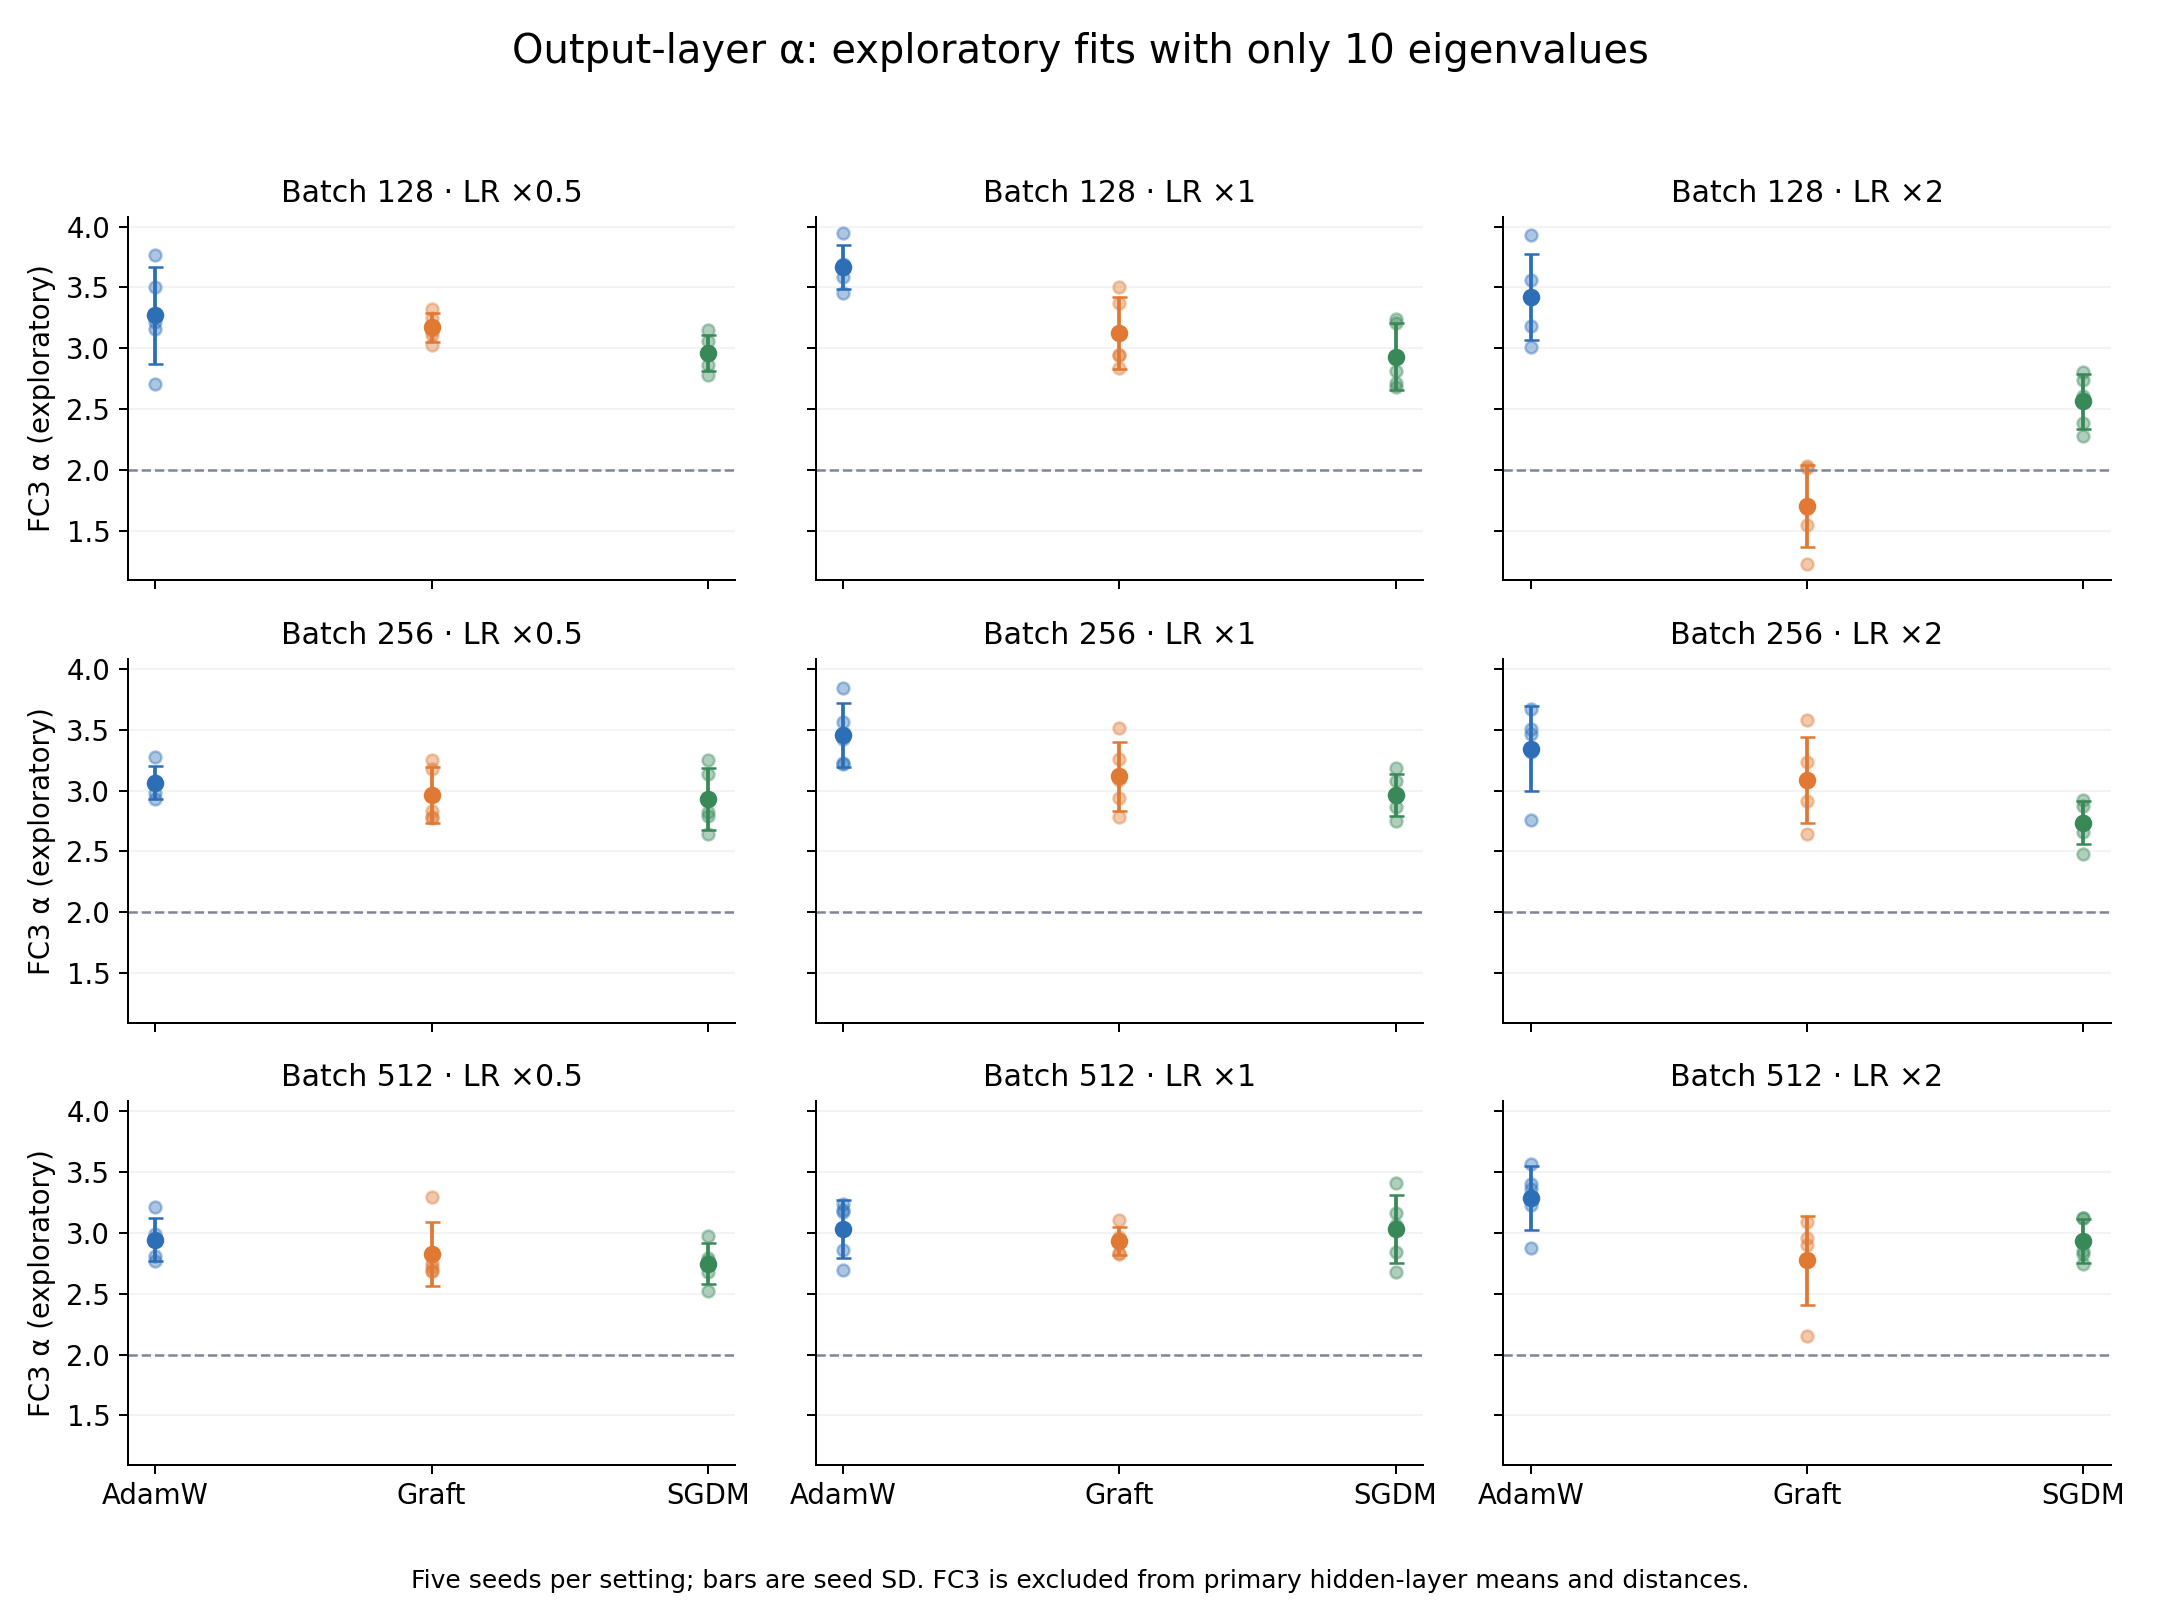 Output-layer α: exploratory fits with only 10 eigenvalues
Batch 128 · LR ×0.5
Batch 128 · LR ×1
Batch 128 · LR ×2
FC3 α (exploratory)
4.0
3.5
3.0
2.5
2.0
1.5
Batch 256 · LR ×0.5
Batch 256 · LR ×1
Batch 256 · LR ×2
FC3 α (exploratory)
4.0
3.5
3.0
2.5
2.0
1.5
Batch 512 · LR ×0.5
Batch 512 · LR ×1
Batch 512 · LR ×2
FC3 α (exploratory)
4.0
3.5
3.0
2.5
2.0
1.5
AdamW Graft SGDM
AdamW Graft SGDM
AdamW Graft SGDM
Five seeds per setting; bars are seed SD. FC3 is excluded from primary hidden-layer means and distances.